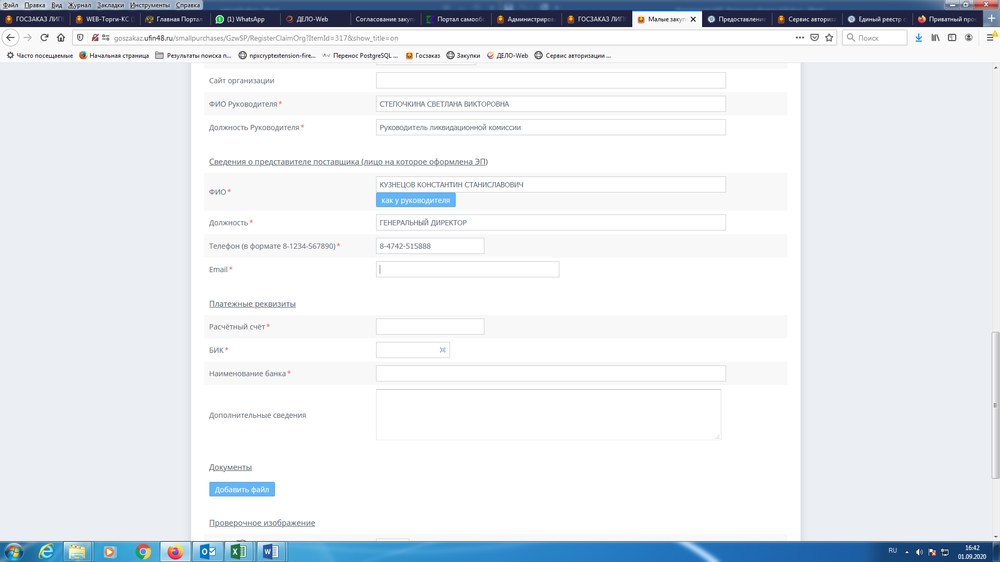 Файл Правка Вид Журнал Закладки Инструменты Справка
ГОСЗАКАЗ ЛИПЕ WEB-Торги-КС (1 Главная Портал (1) WhatsApp ДЕЛО-Web Согласование закупк Портал самообс Администриров ГОСЗАКАЗ ЛИПЕ Малые закупк Предоставление Сервис авториза Единый реестр с Приватный прос
goszakaz.ufin48.ru/smallpurchases/GzwSP/RegisterClaimOrg?ItemId=317&show_title=on Поиск
Часто посещаемые Начальная страница Результаты поиска п... npxcryptextension-fire... Перенос PostgreSQL ... Госзаказ Закупки ДЕЛО-Web Сервис авторизации ...
Сайт организации
ФИО Руководителя* СТЕПОЧКИНА СВЕТЛАНА ВИКТОРОВНА
Должность Руководителя* Руководитель ликвидационной комиссии
Сведения о представителе поставщика (лицо на которое оформлена ЭП)
ФИО* КУЗНЕЦОВ КОНСТАНТИН СТАНИСЛАВОВИЧ
как у руководителя
Должность* ГЕНЕРАЛЬНЫЙ ДИРЕКТОР
Телефон (в формате 8-1234-567890)* 8-4742-515888
Email*
Платежные реквизиты
Расчётный счёт*
БИК*
Наименование банка*
Дополнительные сведения
Документы
Добавить файл
Проверочное изображение
RU 16:42
01.09.2020